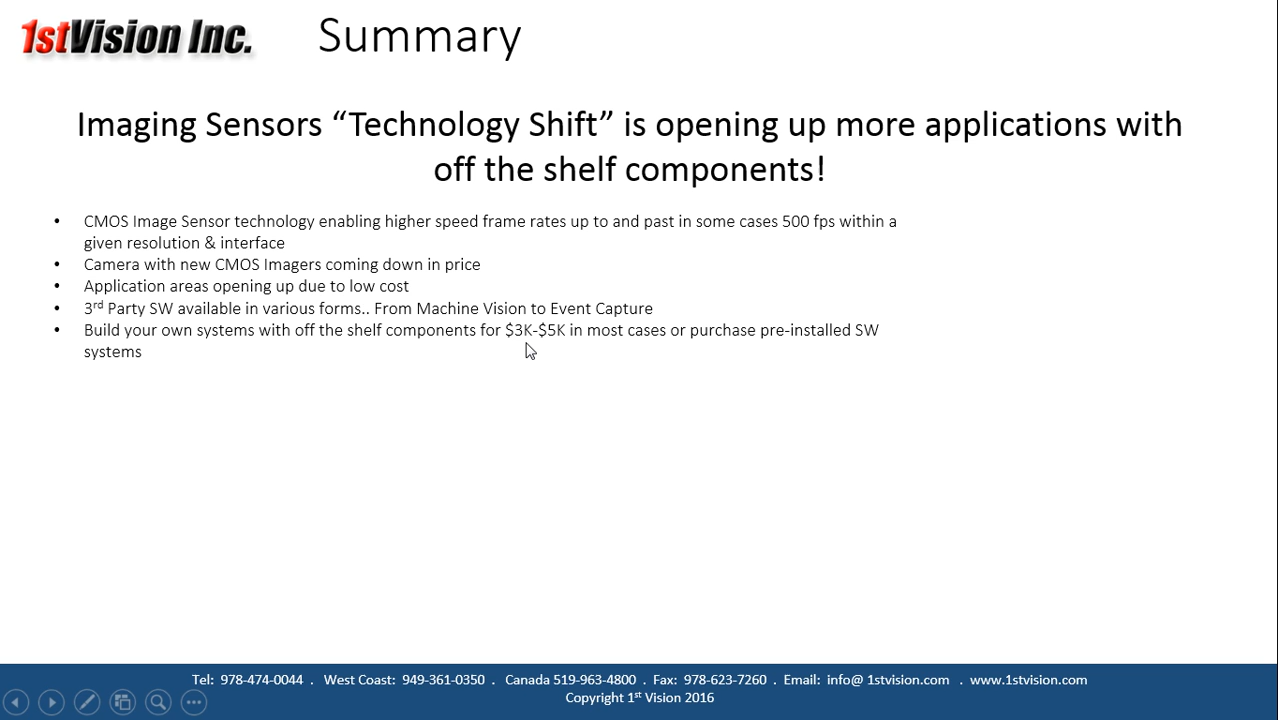 1stVision Inc.
Summary
Imaging Sensors “Technology Shift” is opening up more applications with
off the shelf components!
• CMOS Image Sensor technology enabling higher speed frame rates up to and past in some cases 500 fps within a
given resolution & interface
• Camera with new CMOS Imagers coming down in price
• Application areas opening up due to low cost
• 3rd Party SW available in various forms.. From Machine Vision to Event Capture
• Build your own systems with off the shelf components for $3K-$5K in most cases or purchase pre-installed SW
systems
Tel: 978-474-0044 . West Coast: 949-361-0350 . Canada 519-963-4800 . Fax: 978-623-7260 . Email: info@ 1stvision.com . www.1stvision.com
Copyright 1st Vision 2016